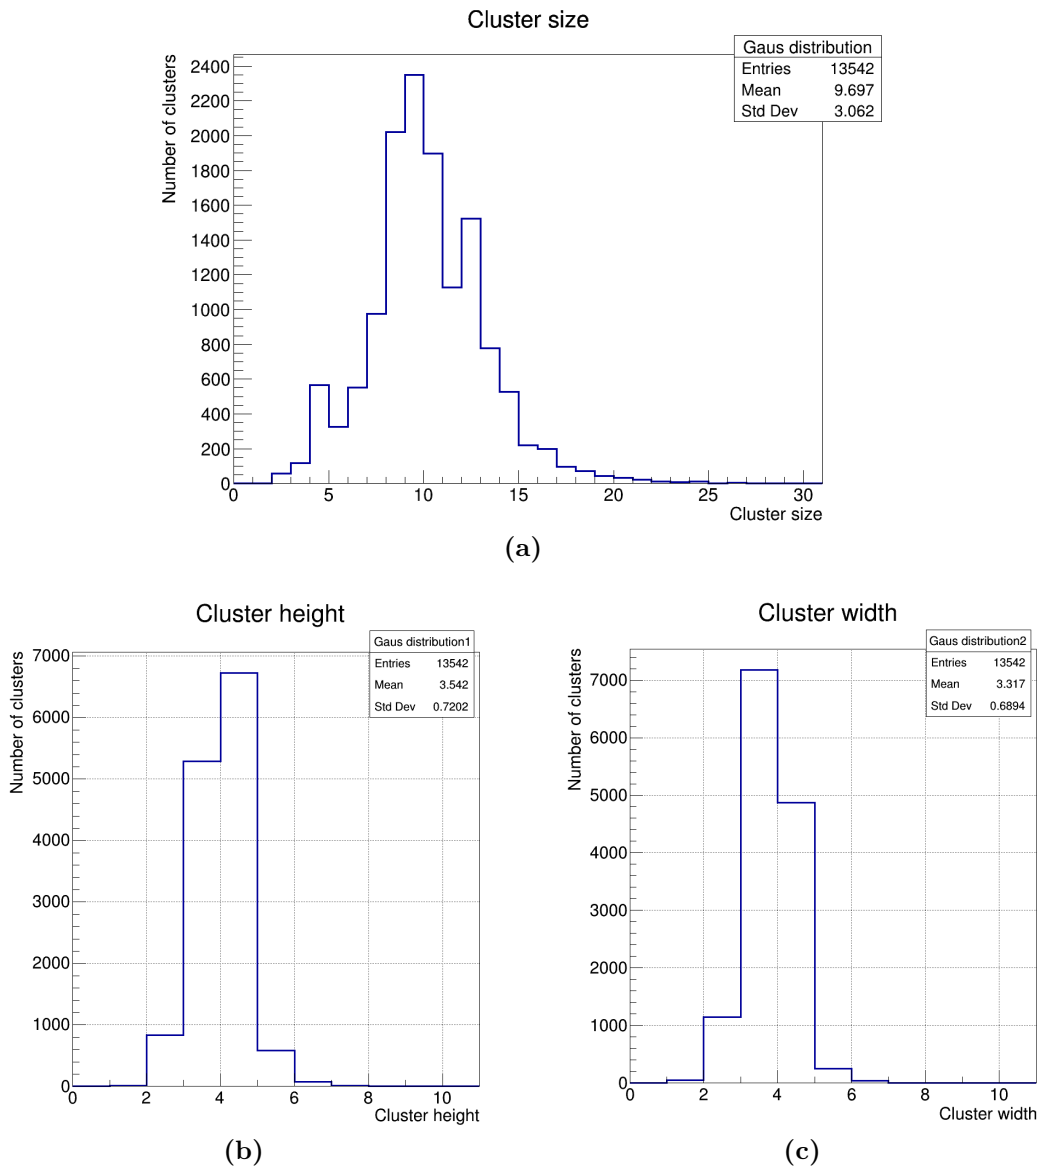 Cluster size
Gaus distribution
Entries 13542
Mean 9.697
Std Dev 3.062
Number of clusters
2400
2200
2000
1800
1600
1400
1200
1000
800
600
400
200
0
0 5 10 15 20 25 30
Cluster size
(a)
Cluster height
Gaus distribution1
Entries 13542
Mean 3.542
Std Dev 0.7202
Number of clusters
7000
6000
5000
4000
3000
2000
1000
0
0 2 4 6 8 10
Cluster height
(b)
Cluster width
Gaus distribution2
Entries 13542
Mean 3.317
Std Dev 0.6894
Number of clusters
7000
6000
5000
4000
3000
2000
1000
0
0 2 4 6 8 10
Cluster width
(c)